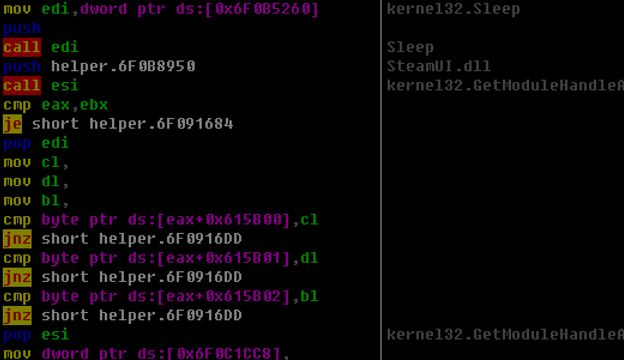 mov edi,dword ptr ds:[0x6F0B5260] kernel32.Sleep
push
call edi Sleep
push helper.6F0B8950 SteamUI.dll
call esi kernel32.GetModuleHandleA
cmp eax,ebx
je short helper.6F091684
pop edi
mov cl,
mov dl,
mov bl,
cmp byte ptr ds:[eax+0x615B00],cl
jnz short helper.6F0916DD
cmp byte ptr ds:[eax+0x615B01],dl
jnz short helper.6F0916DD
cmp byte ptr ds:[eax+0x615B02],bl
jnz short helper.6F0916DD
pop esi kernel32.GetModuleHandleA
mov dword ptr ds:[0x6F0C1CC8],